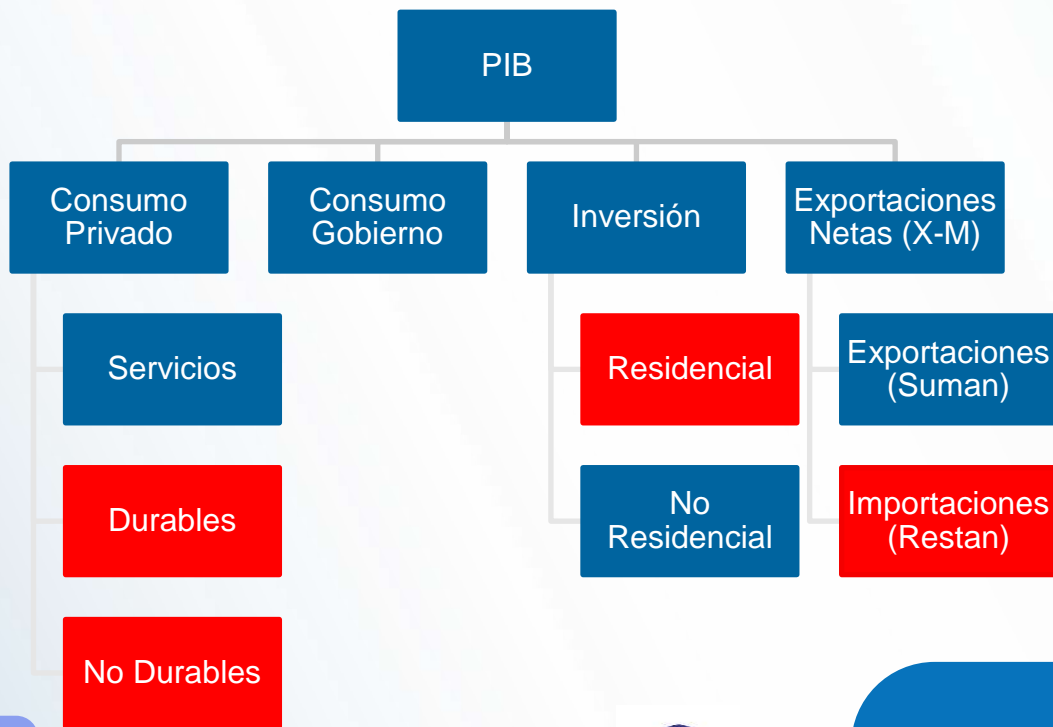 PIB
Consumo
Privado
Consumo
Gobierno
Inversión
Exportaciones
Netas (X-M)
Servicios
Durables
No Durables
Residencial
No
Residencial
Exportaciones
(Suman)
Importaciones
(Restan)